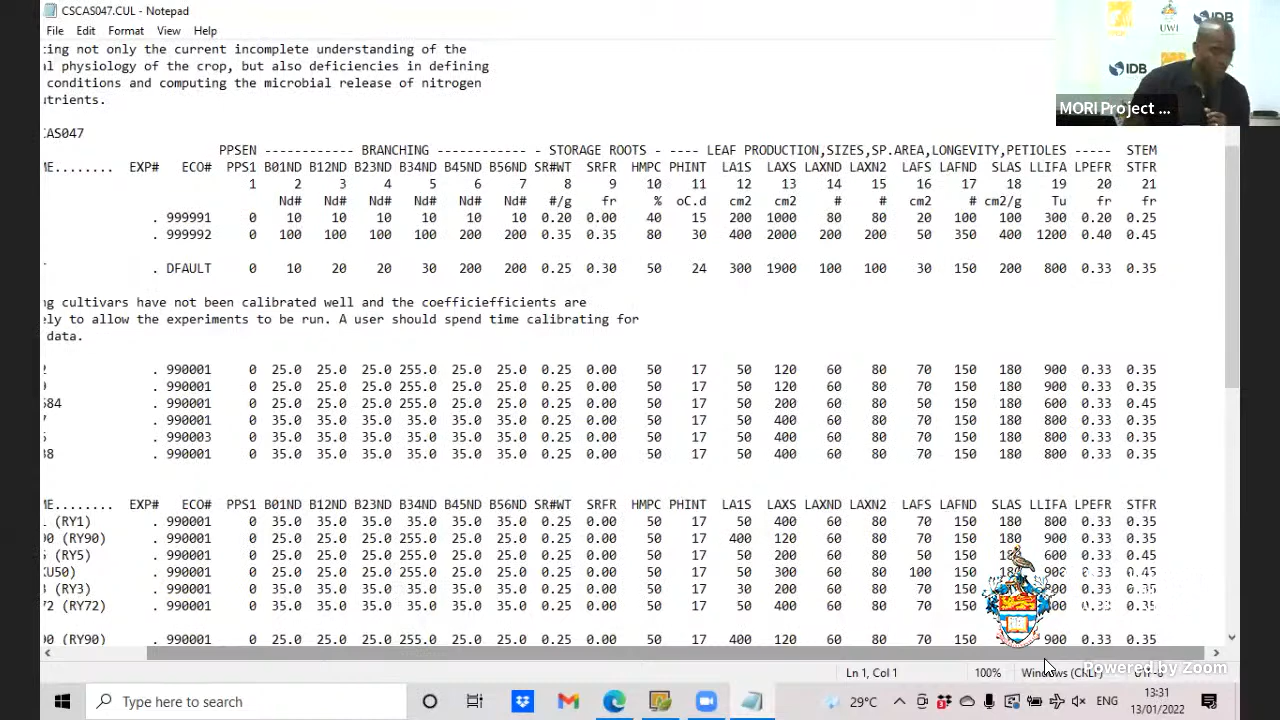 CSCAS047.CUL - Notepad
File Edit Format View Help
ting not only the current incomplete understanding of the
al physiology of the crop, but also deficiencies in defining
conditions and computing the microbial release of nitrogen
utrients.
CAS047
PPSEN ------------ BRANCHING ------------ - STORAGE ROOTS - ---- LEAF PRODUCTION,SIZES,SP.AREA,LONGEVITY,PETIOLES ----- STEM
ME........ EXP# ECO# PPS1 B01ND B12ND B23ND B34ND B45ND B56ND SR#WT SRFR HMPC PHINT LA1S LAXS LAXND LAXN2 LAFS LAFND SLAS LLIFA LPEFR STFR
1 2 3 4 5 6 7 8 9 10 11 12 13 14 15 16 17 18 19 20 21
Nd# Nd# Nd# Nd# Nd# Nd# #/g fr % oC.d cm2 cm2 # # cm2 # cm2/g Tu fr fr
. 999991 0 10 10 10 10 10 10 0.20 0.00 40 15 200 1000 80 80 20 100 100 300 0.20 0.25
. 999992 0 100 100 100 100 200 200 0.35 0.35 80 30 400 2000 200 200 50 350 400 1200 0.40 0.45
. DFAULT 0 10 20 20 30 200 200 0.25 0.30 50 24 300 1900 100 100 30 150 200 800 0.33 0.35
ng cultivars have not been calibrated well and the coefficiefficients are
ely to allow the experiments to be run. A user should spend time calibrating for
data.
2 . 990001 0 25.0 25.0 25.0 255.0 25.0 25.0 0.25 0.00 50 17 50 120 60 80 70 150 180 900 0.33 0.35
9 . 990001 0 25.0 25.0 25.0 255.0 25.0 25.0 0.25 0.00 50 17 50 120 60 80 70 150 180 900 0.33 0.35
584 . 990001 0 25.0 25.0 25.0 255.0 25.0 25.0 0.25 0.00 50 17 50 200 60 80 50 150 180 600 0.33 0.45
7 . 990001 0 35.0 35.0 35.0 35.0 35.0 35.0 0.25 0.00 50 17 50 400 60 80 70 150 180 800 0.33 0.35
. 990003 0 35.0 35.0 35.0 35.0 35.0 35.0 0.25 0.00 50 17 50 400 60 80 70 150 180 800 0.33 0.35
38 . 990001 0 35.0 35.0 35.0 35.0 35.0 35.0 0.25 0.00 50 17 50 400 60 80 70 150 180 800 0.33 0.35
ME........ EXP# ECO# PPS1 B01ND B12ND B23ND B34ND B45ND B56ND SR#WT SRFR HMPC PHINT LA1S LAXS LAXND LAXN2 LAFS LAFND SLAS LLIFA LPEFR STFR
(RY1) . 990001 0 35.0 35.0 35.0 35.0 35.0 35.0 0.25 0.00 50 17 50 400 60 80 70 150 180 800 0.33 0.35
90 (RY90) . 990001 0 25.0 25.0 25.0 255.0 25.0 25.0 0.25 0.00 50 17 400 120 60 80 70 150 180 900 0.33 0.35
5 (RY5) . 990001 0 25.0 25.0 25.0 255.0 25.0 25.0 0.25 0.00 50 17 50 200 60 80 50 150 600 0.33 0.45
KU50) . 990001 0 25.0 25.0 25.0 255.0 25.0 25.0 0.25 0.00 50 17 50 300 60 80 100 150 0.33
(RY3) . 990001 0 35.0 35.0 35.0 35.0 35.0 35.0 0.25 0.00 50 17 30 200 60 80 70 150
72 (RY72) . 990001 0 35.0 35.0 35.0 35.0 35.0 35.0 0.25 0.00 50 17 50 400 60 80 70 150
90 (RY90) . 990001 0 25.0 25.0 25.0 255.0 25.0 25.0 0.25 0.00 50 17 400 120 60 80 70 150 900 0.33 0.35
Ln 1, Col 1 100% Windows (CRLF) UTF-8
Powered by Zoom
Type here to search
29°C ENG 13:31
13/01/2022
UWI
IDB
IDB
MORI Project ...